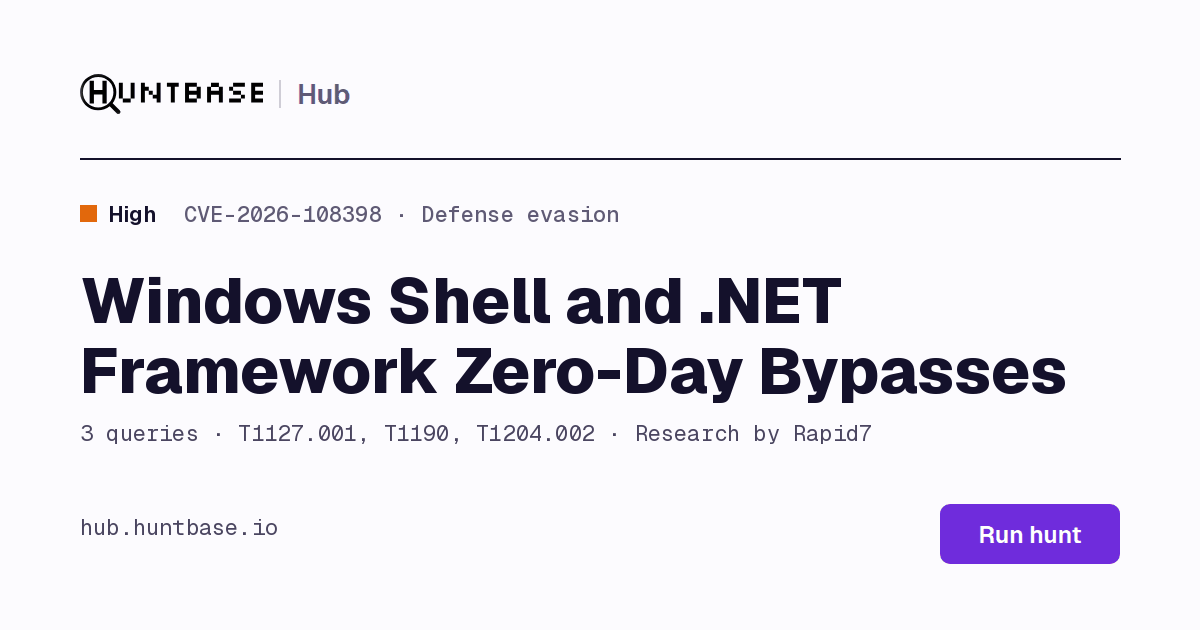 HUNTBASE Hub
High CVE-2026-108398 · Defense evasion
Windows Shell and .NET
Framework Zero-Day Bypasses
3 queries · T1127.001, T1190, T1204.002 · Research by Rapid7
hub.huntbase.io
Run hunt